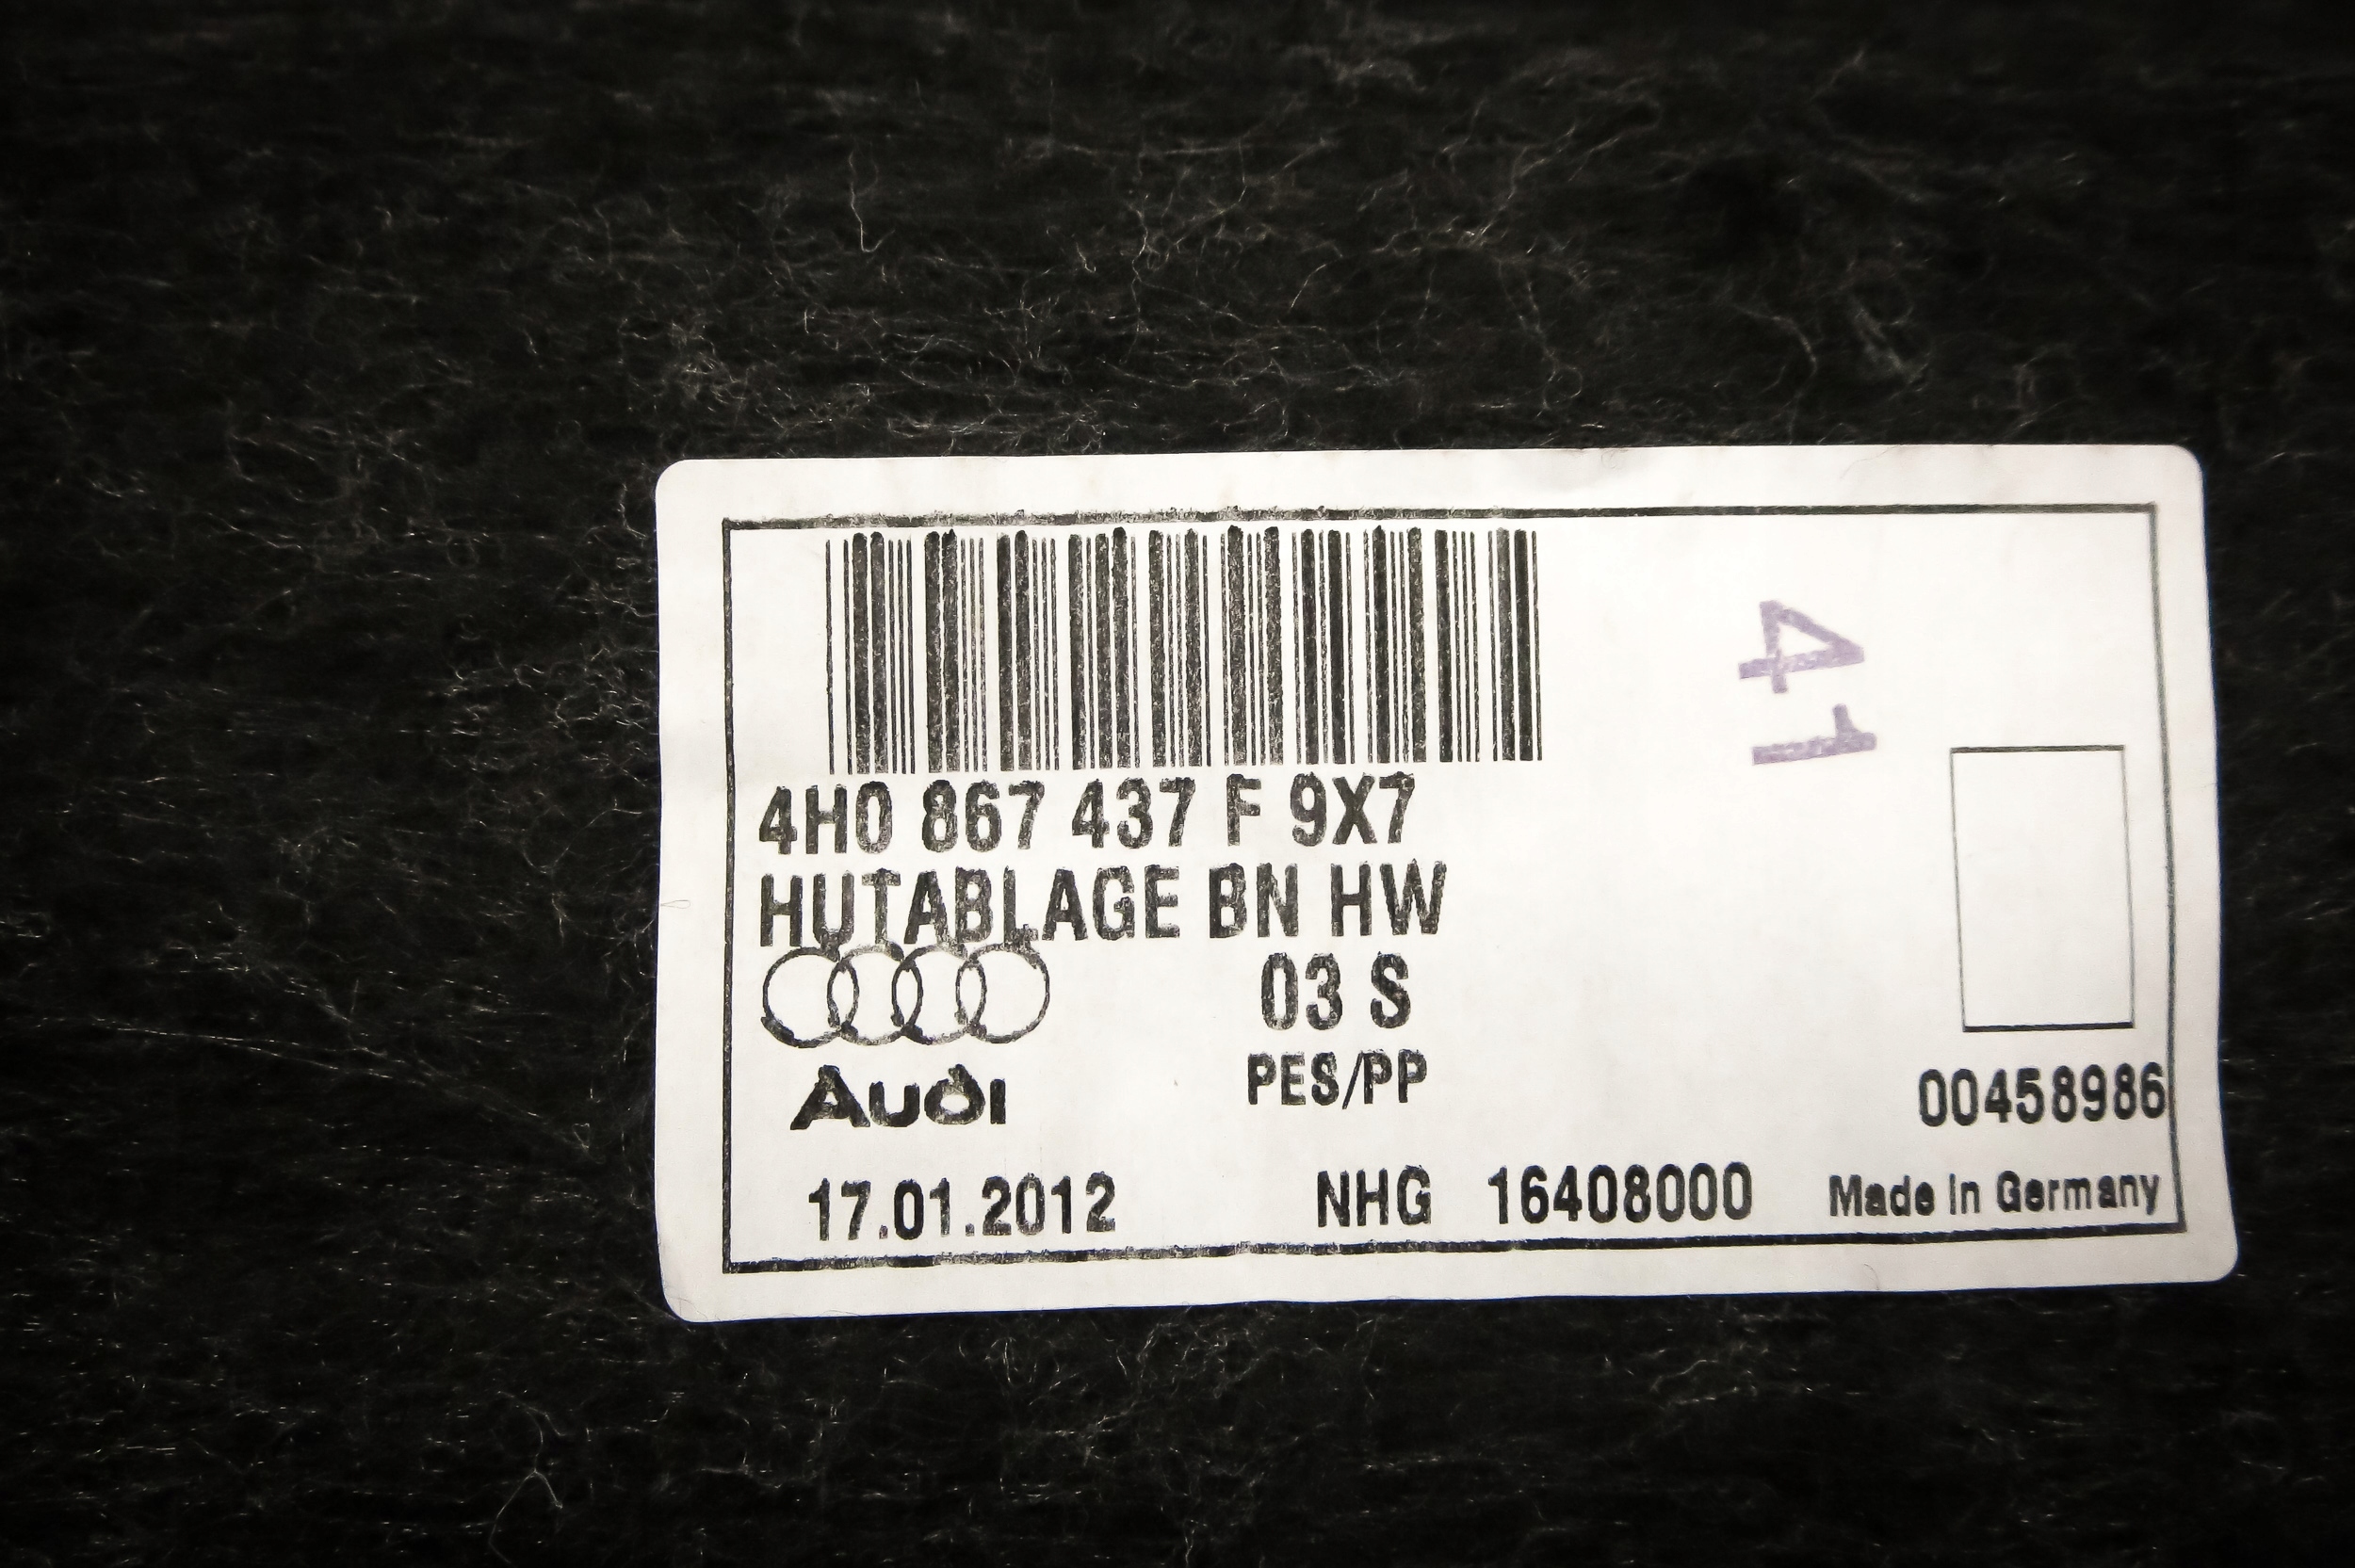 41
4H0 867 437 F 9X7
HUTABLAGE BN HW
03 S
Audi
PES/PP
00458986
17.01.2012 NHG 16408000 Made in Germany